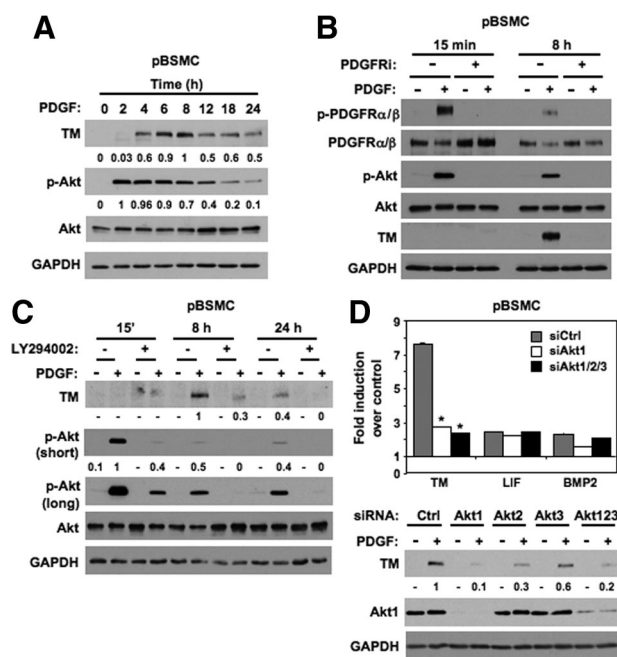 A
pBSMC
Time (h)
PDGF: 0 2 4 6 8 12 18 24
TM
0 0.03 0.6 0.9 1 0.5 0.6 0.5
p-Akt
0 1 0.96 0.9 0.7 0.4 0.2 0.1
Akt
GAPDH
B
pBSMC
15 min 8 h
PDGFRi: - + - +
PDGF: - + - + - + - +
p-PDGFRα/β
PDGFRα/β
p-Akt
Akt
TM
GAPDH
C
pBSMC
15' 8 h 24 h
LY294002: - + - + - +
PDGF: - + - + - + - + - + - +
TM
- - - - - 1 - 0.3 - 0.4 - 0
p-Akt
(short)
0.1 1 - 0.4 - 0.5 - 0 - 0.4 - 0
p-Akt
(long)
Akt
GAPDH
D
pBSMC
Fold induction
over control
9
7
5
3
1
siCtrl
siAkt1
siAkt1/2/3
* *
TM LIF BMP2
siRNA: Ctrl Akt1 Akt2 Akt3 Akt123
PDGF: - + - + - + - + - +
TM
- 1 - 0.1 - 0.3 - 0.6 - 0.2
Akt1
GAPDH